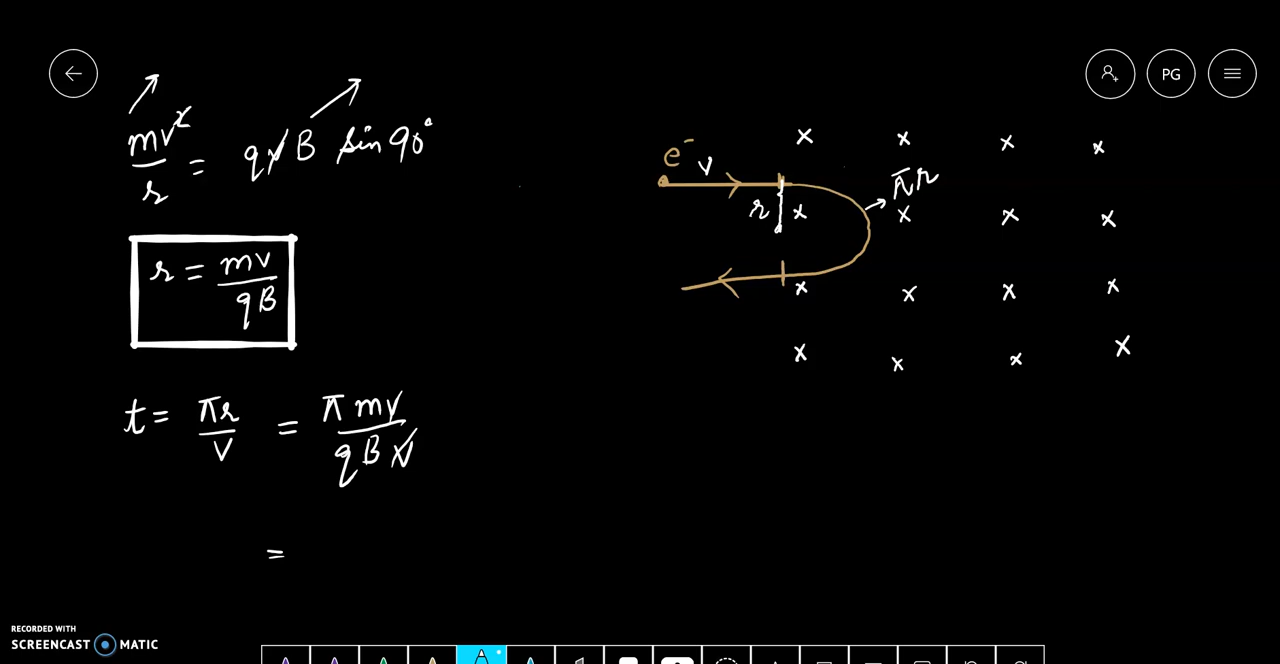 mv²/r = qvB sin 90°
r = mv/qB
t = πr/v = πmv/qBv
=
e⁻ v
r
πr
x x x x
x x x x
x x x x
x x x x
PG
RECORDED WITH
SCREENCAST MATIC